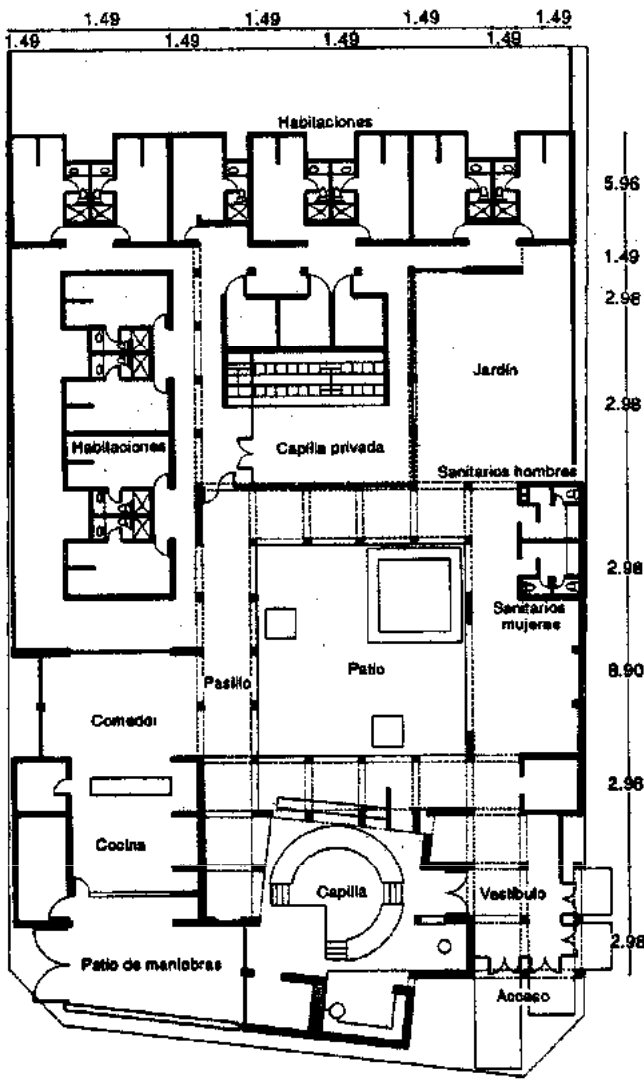 1.49 1.49 1.49 1.49
1.49 1.49 1.49 1.49
Habitaciones
5.96
1.49
2.98
Jardín
2.98
Habitaciones
Capilla privada
Sanitarios hombres
2.98
Sanitarios
mujeres
Pasillo
Patio
8.90
Comedor
2.98
Cocina
Capilla
Vestíbulo
2.98
Patio de maniobras
Acceso